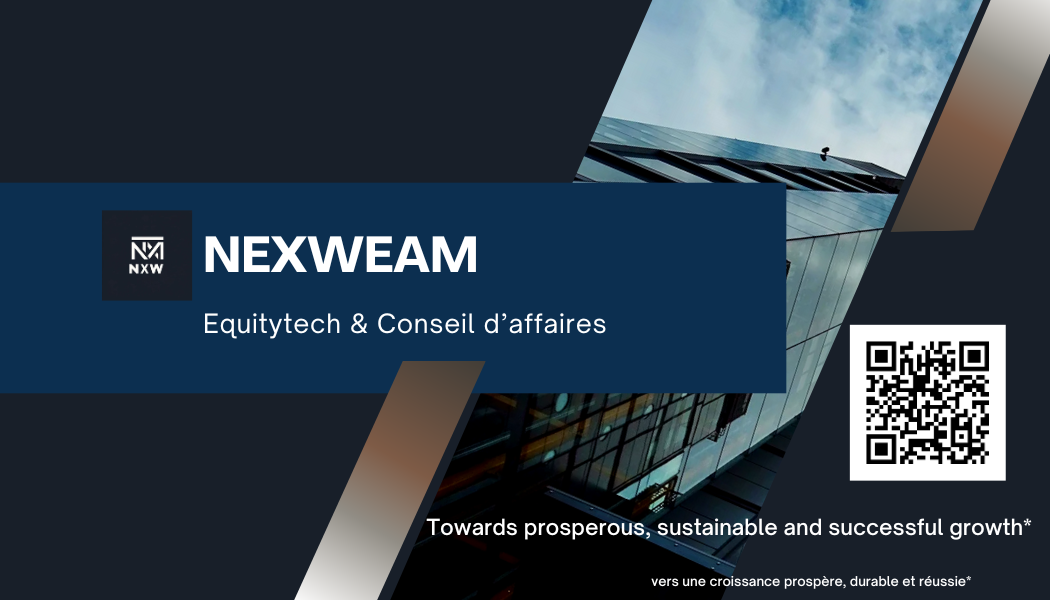 NXW
NEXWEAM
Equitytech & Conseil d’affaires
Towards prosperous, sustainable and successful growth*
vers une croissance prospère, durable et réussie*